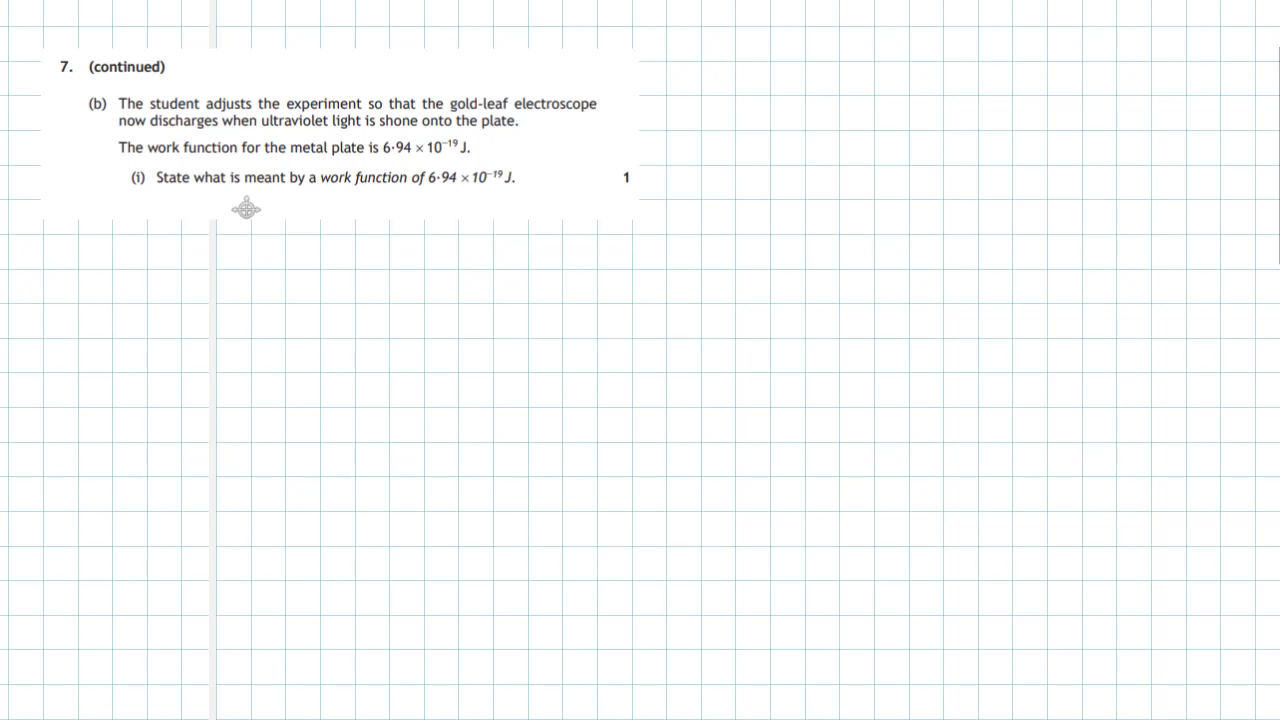 7. (continued)
(b) The student adjusts the experiment so that the gold-leaf electroscope
now discharges when ultraviolet light is shone onto the plate.
The work function for the metal plate is 6·94 × 10⁻¹⁹ J.
(i) State what is meant by a work function of 6·94 × 10⁻¹⁹ J. 1